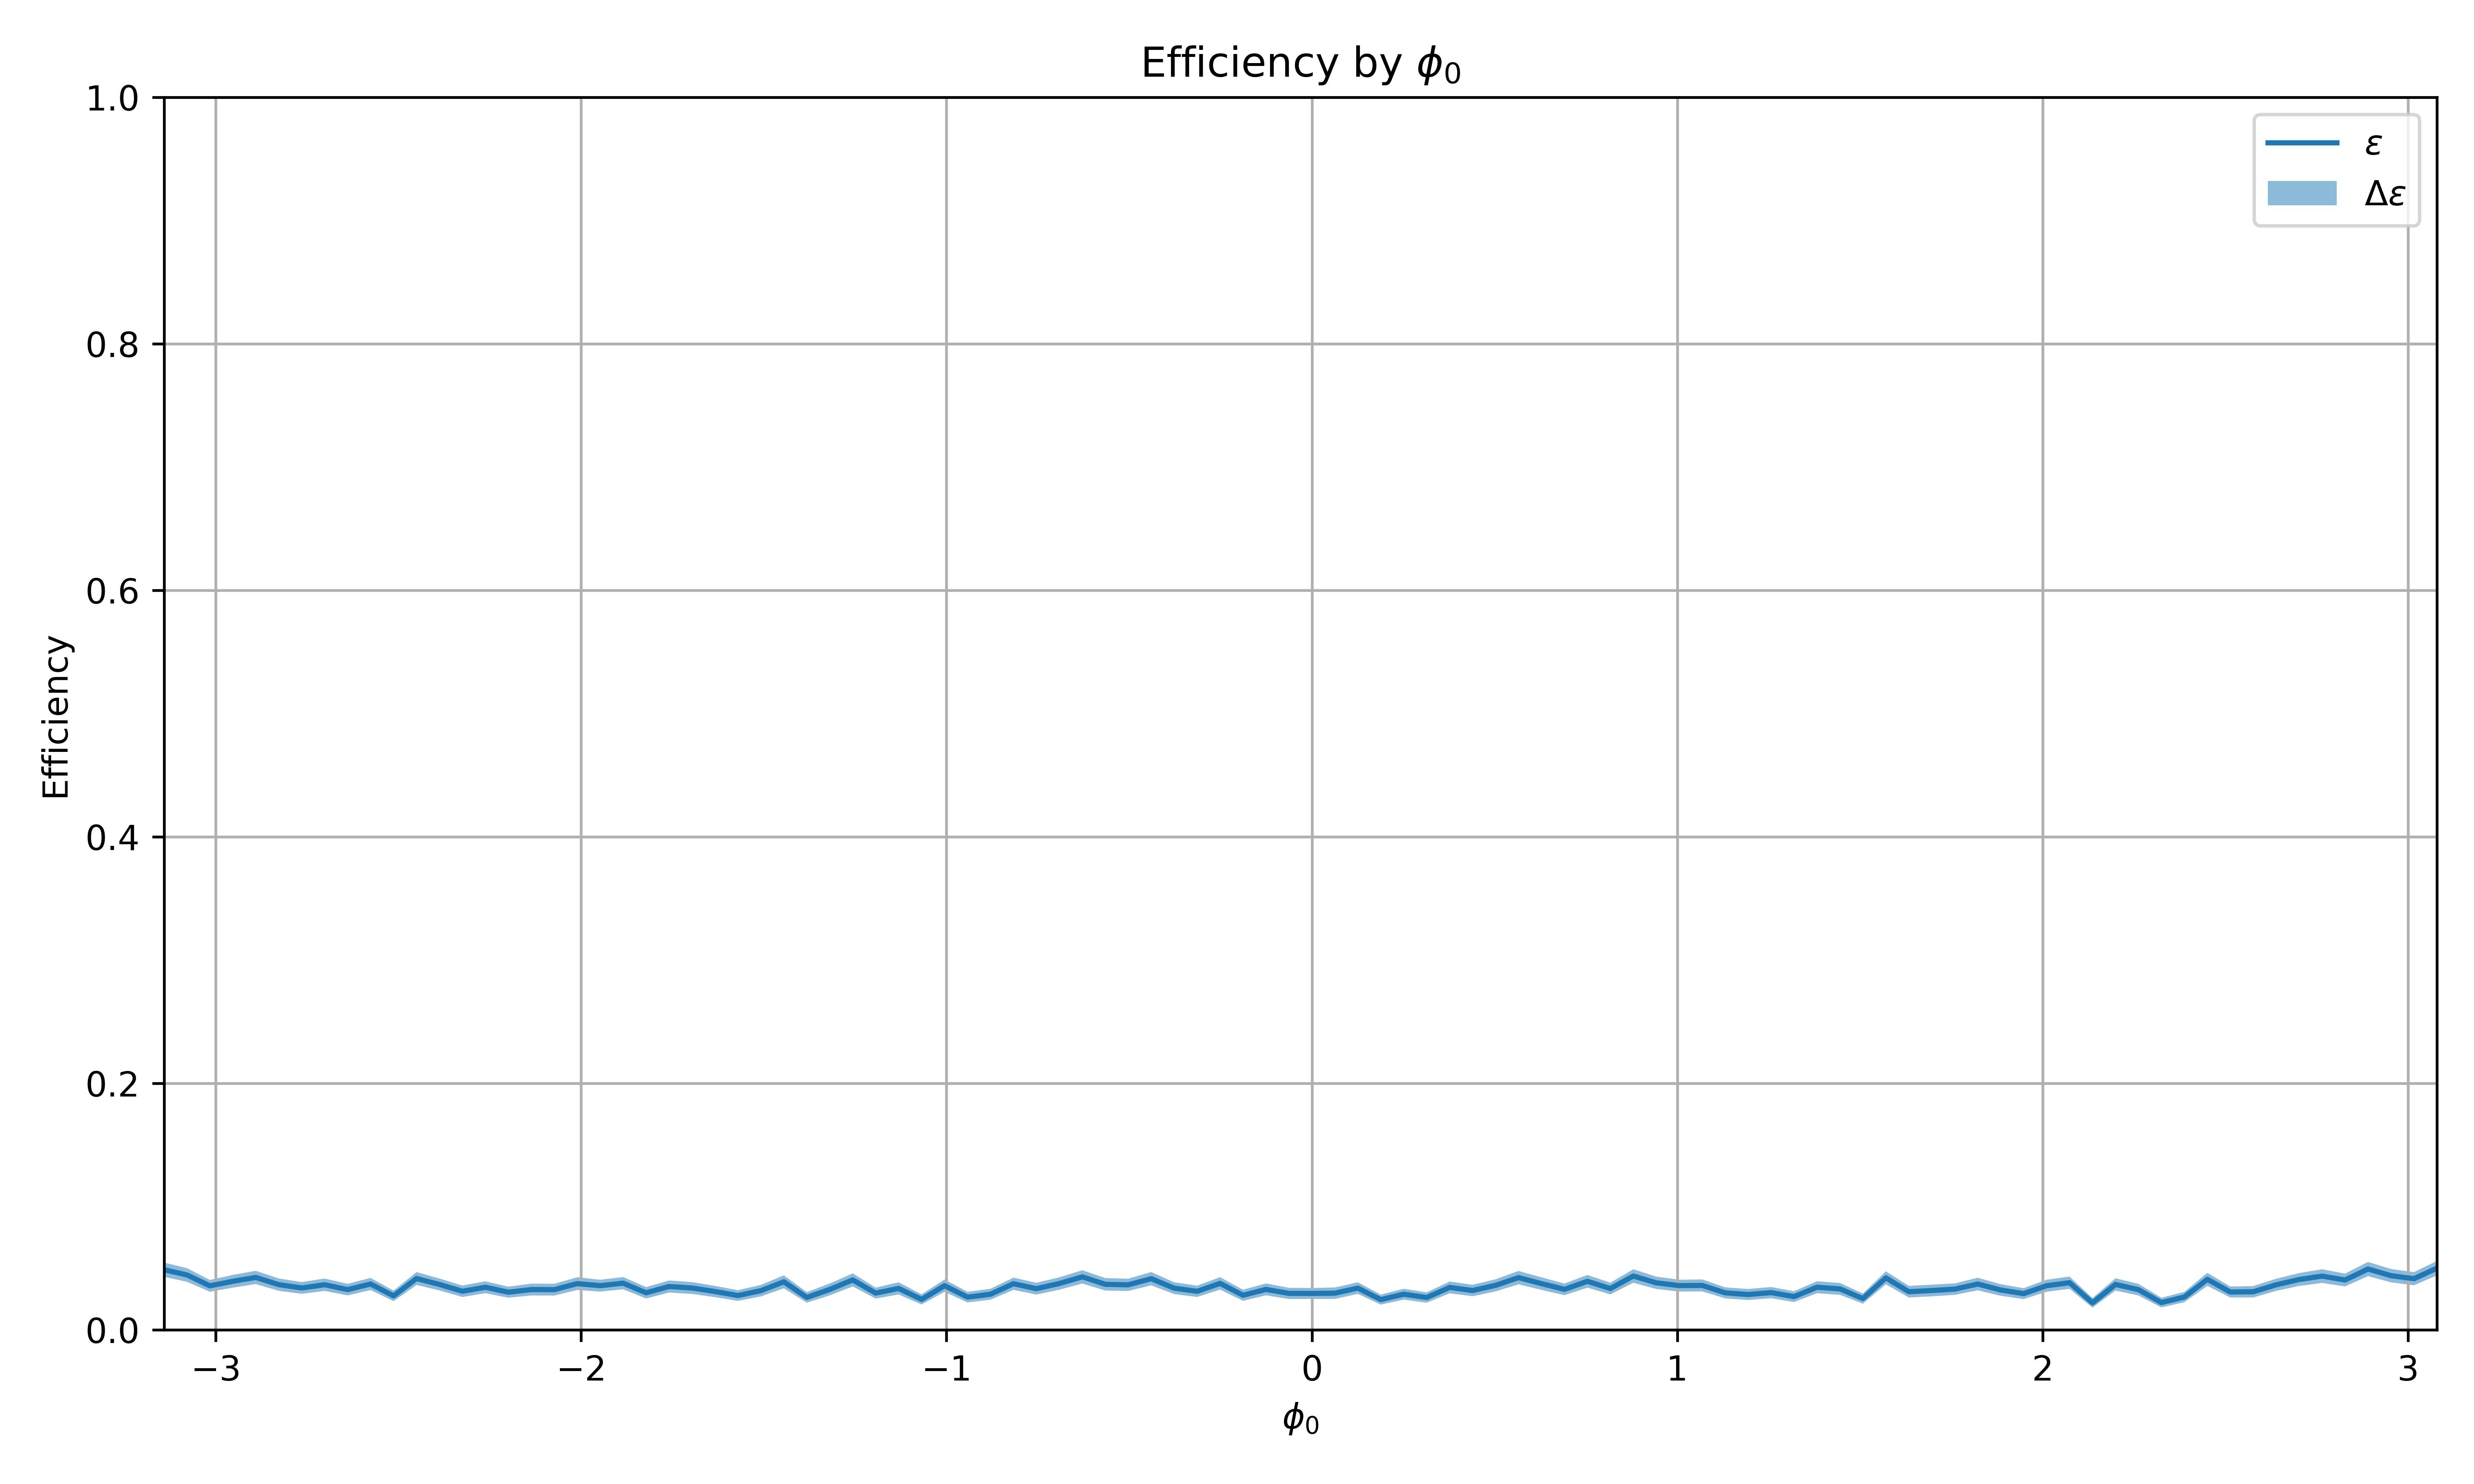 Efficiency by ϕ₀
1.0
0.8
0.6
0.4
0.2
0.0
Efficiency
ε
Δε
−3
−2
−1
0
1
2
3
ϕ₀